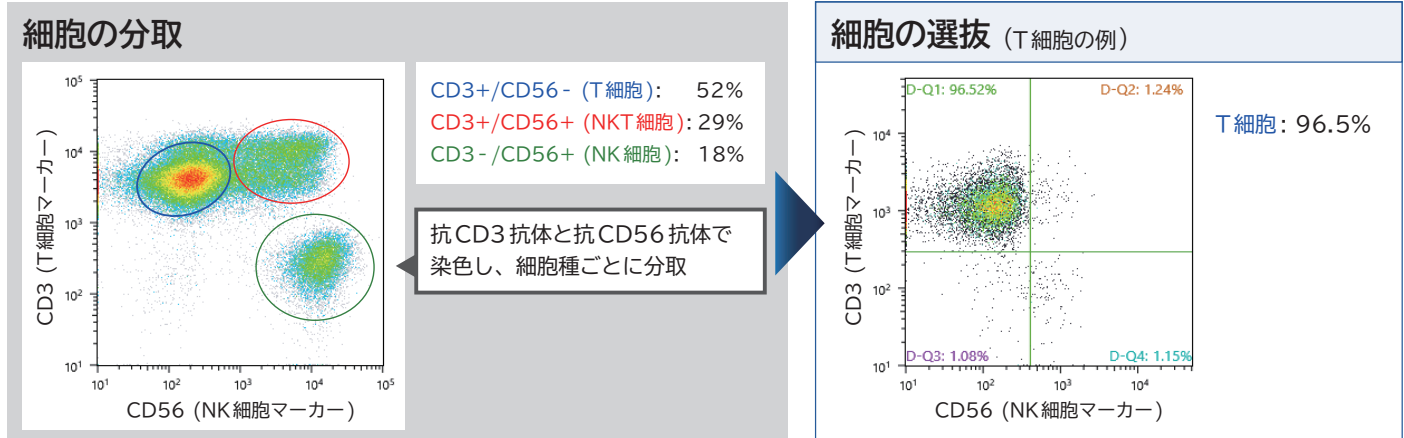 細胞の分取
10⁵
10⁴
10³
10²
10¹
10¹ 10² 10³ 10⁴ 10⁵
CD3 (T細胞マーカー)
CD56 (NK細胞マーカー)
CD3+/CD56- (T細胞): 52%
CD3+/CD56+ (NKT細胞): 29%
CD3-/CD56+ (NK細胞): 18%
抗CD3抗体と抗CD56抗体で
染色し、細胞種ごとに分取
細胞の選抜 (T細胞の例)
D-Q1: 96.52% D-Q2: 1.24%
10⁴
10³
10²
10¹
D-Q3: 1.08% D-Q4: 1.15%
10¹ 10² 10³ 10⁴
CD3 (T細胞マーカー)
CD56 (NK細胞マーカー)
T細胞: 96.5%